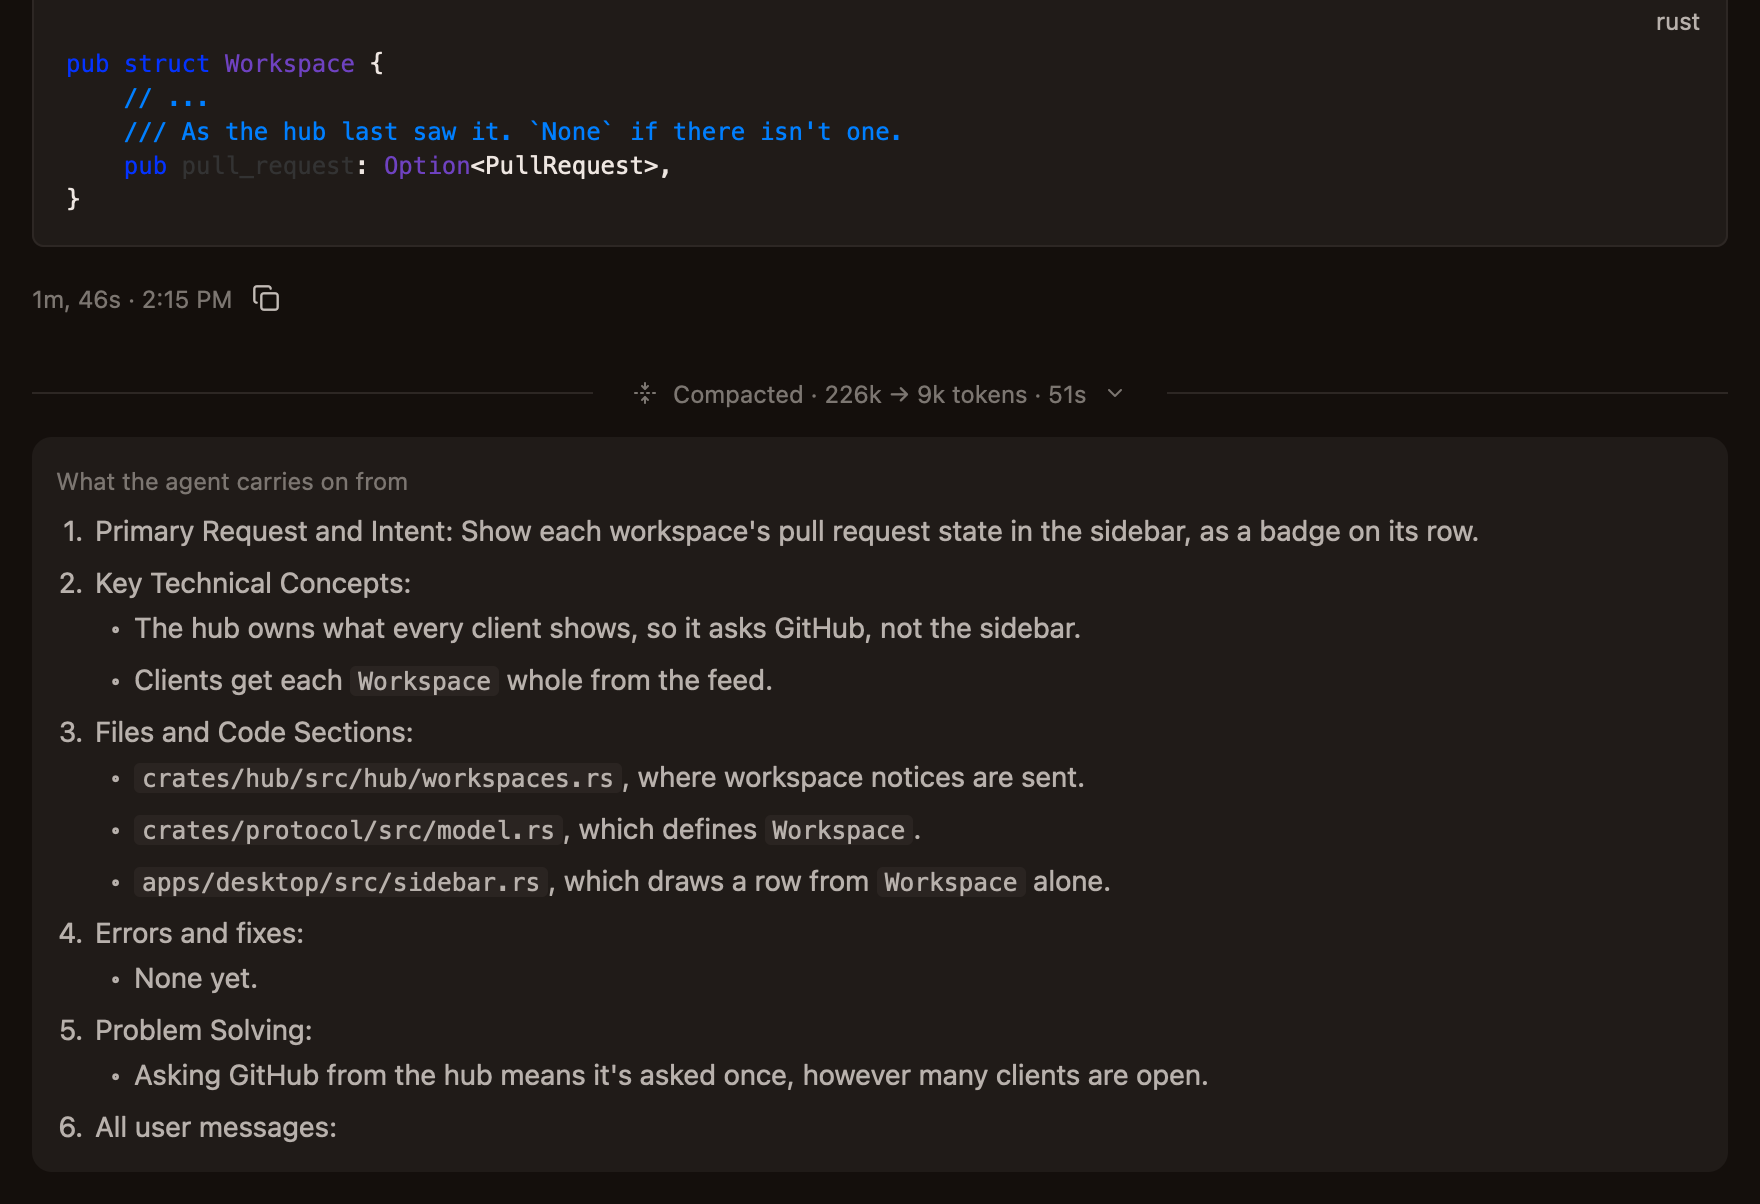 rust
pub struct Workspace {
    // ...
    /// As the hub last saw it. `None` if there isn't one.
    pub pull_request: Option<PullRequest>,
}
1m, 46s · 2:15 PM
Compacted · 226k → 9k tokens · 51s
What the agent carries on from
1. Primary Request and Intent: Show each workspace's pull request state in the sidebar, as a badge on its row.
2. Key Technical Concepts:
• The hub owns what every client shows, so it asks GitHub, not the sidebar.
• Clients get each Workspace whole from the feed.
3. Files and Code Sections:
• crates/hub/src/hub/workspaces.rs, where workspace notices are sent.
• crates/protocol/src/model.rs, which defines Workspace.
• apps/desktop/src/sidebar.rs, which draws a row from Workspace alone.
4. Errors and fixes:
• None yet.
5. Problem Solving:
• Asking GitHub from the hub means it's asked once, however many clients are open.
6. All user messages: